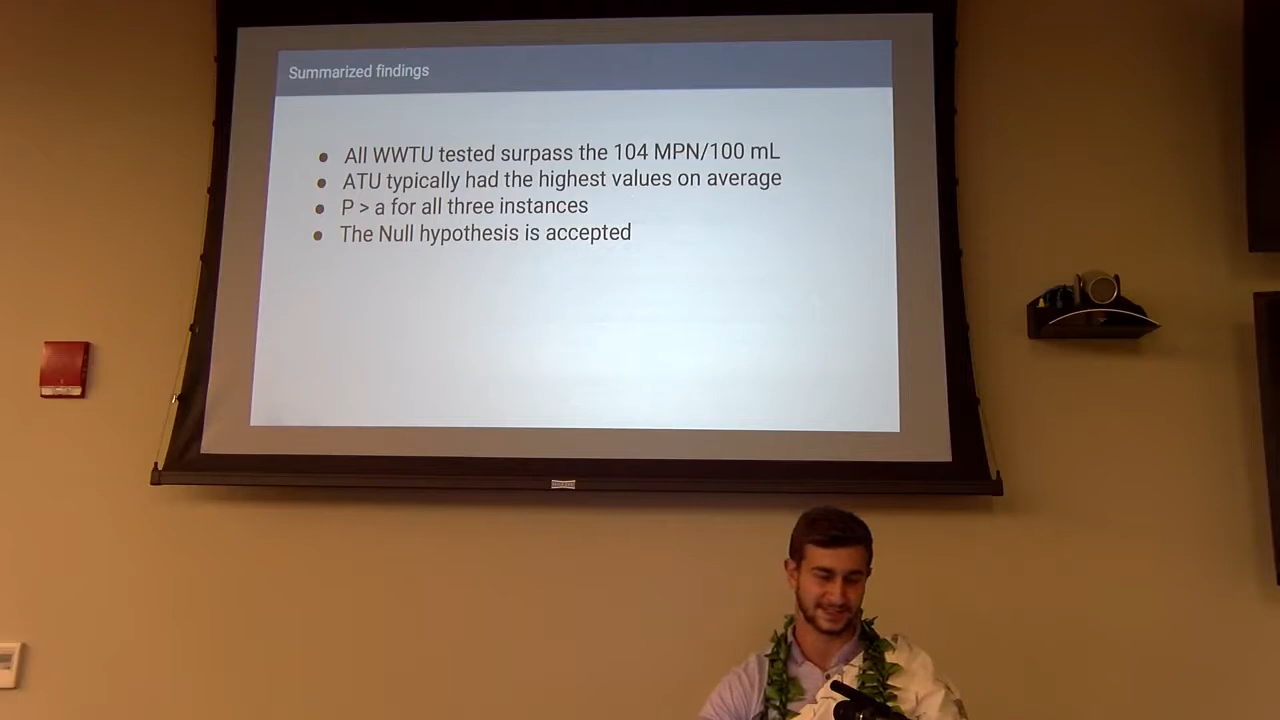 Summarized findings
All WWTU tested surpass the 104 MPN/100 mL
ATU typically had the highest values on average
P > a for all three instances
The Null hypothesis is accepted